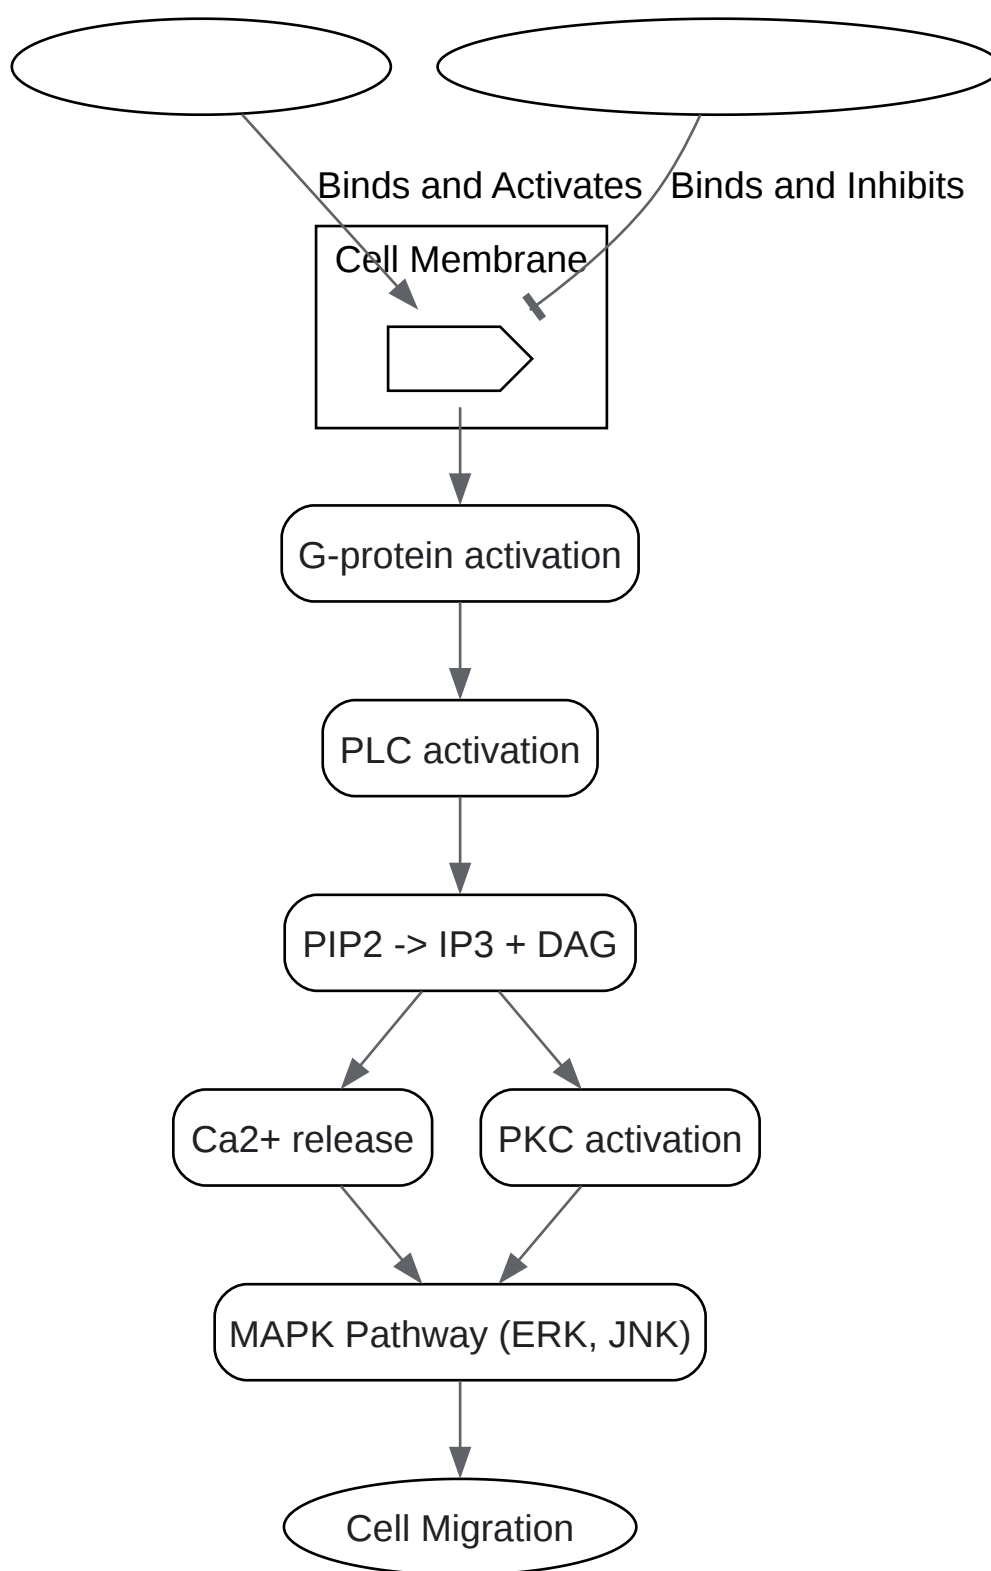 Binds and Activates
Binds and Inhibits
Cell Membrane
G-protein activation
PLC activation
PIP2 -> IP3 + DAG
Ca2+ release
PKC activation
MAPK Pathway (ERK, JNK)
Cell Migration